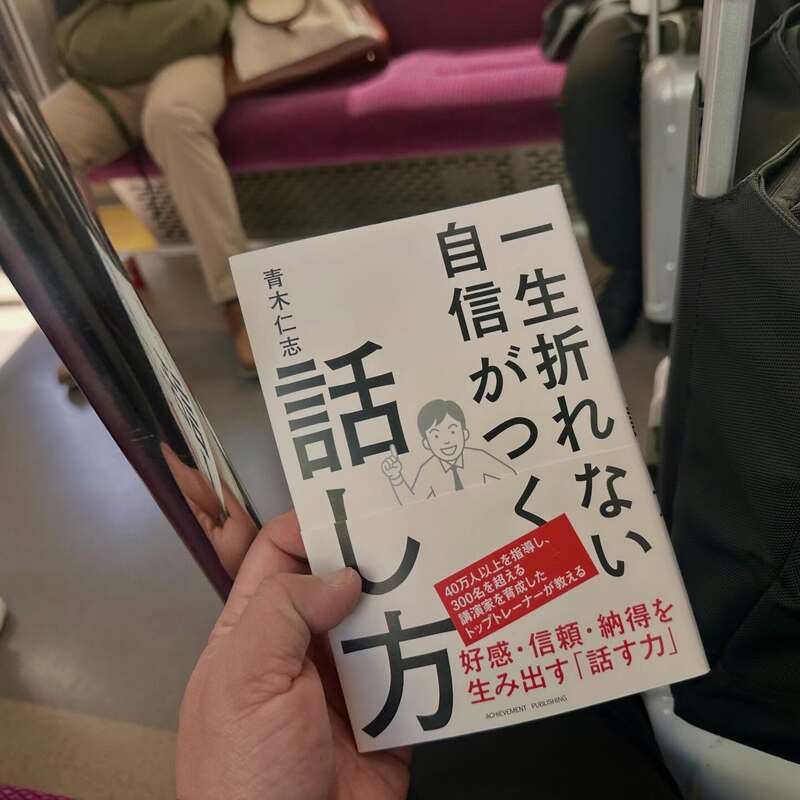 一生折れない
自信がつく
話し方
青木仁志
40万人以上を指導し、
300名を超える
講演家を育成した
トップトレーナーが教える
好感・信頼・納得を
生み出す「話す力」
ACHIEVEMENT PUBLISHING